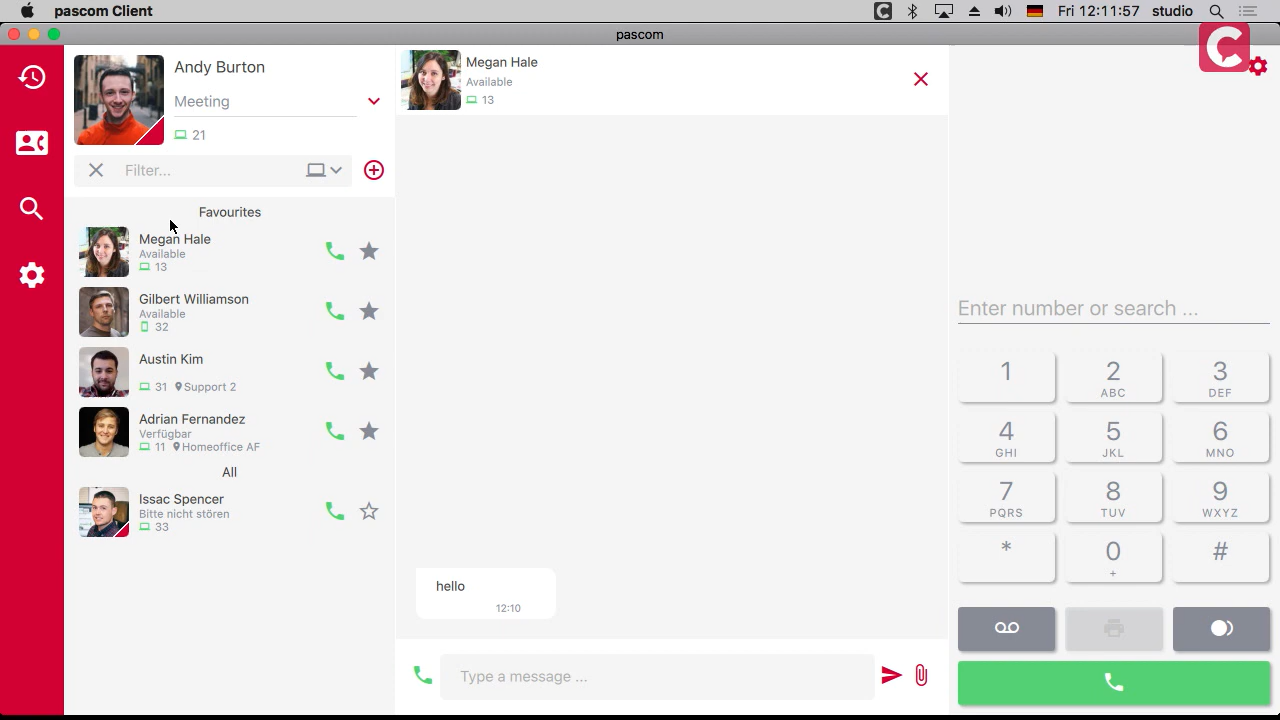 pascom Client
Fri 12:11:57 studio
pascom
Andy Burton
Meeting
21
Filter...
Favourites
Megan Hale
Available
13
Gilbert Williamson
Available
32
Austin Kim
31 Support 2
Adrian Fernandez
Verfügbar
11 Homeoffice AF
All
Issac Spencer
Bitte nicht stören
33
Megan Hale
Available
13
hello
12:10
Type a message ...
Enter number or search ...
1 2 3
ABC DEF
4 5 6
GHI JKL MNO
7 8 9
PQRS TUV WXYZ
* 0 #
+